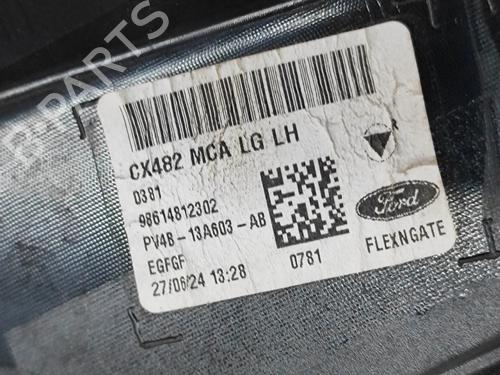 B-PARTS
CX482 MCA LG LH
0381
98614812302
PV4B-13A603-AB
EGFGF
27/06/24 13:28
0781
R
Ford
FLEXNGATE